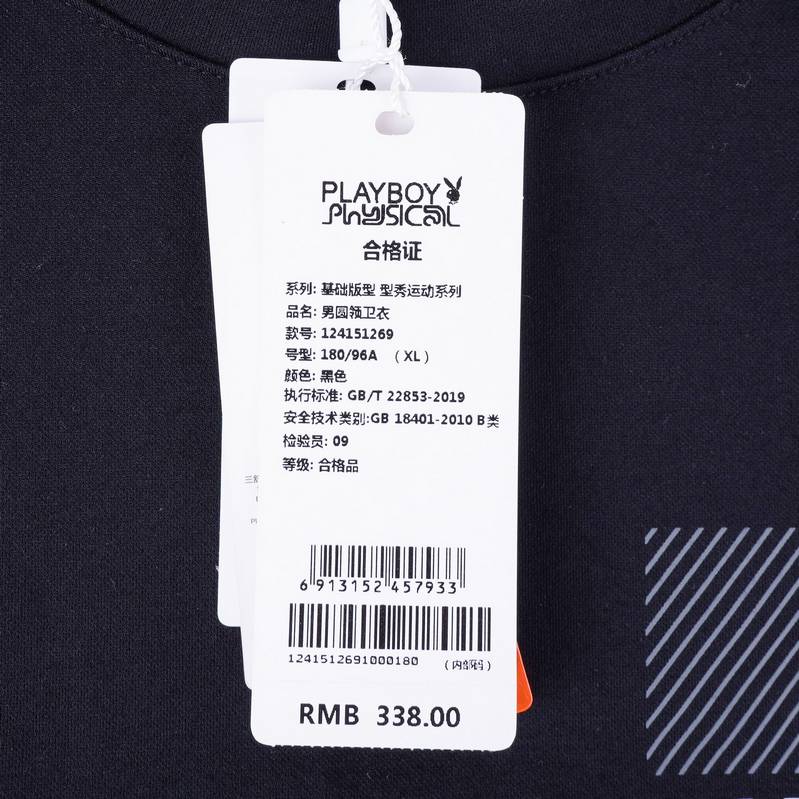 PLAYBOY
PhYSICAL
合格证
系列: 基础版型 型秀运动系列
品名: 男圆领卫衣
款号: 124151269
号型: 180/96A （XL）
颜色: 黑色
执行标准: GB/T 22853-2019
安全技术类别:GB 18401-2010 B类
检验员: 09
等级: 合格品
6 913152 457933
1241512691000180 （内部码）
RMB 338.00